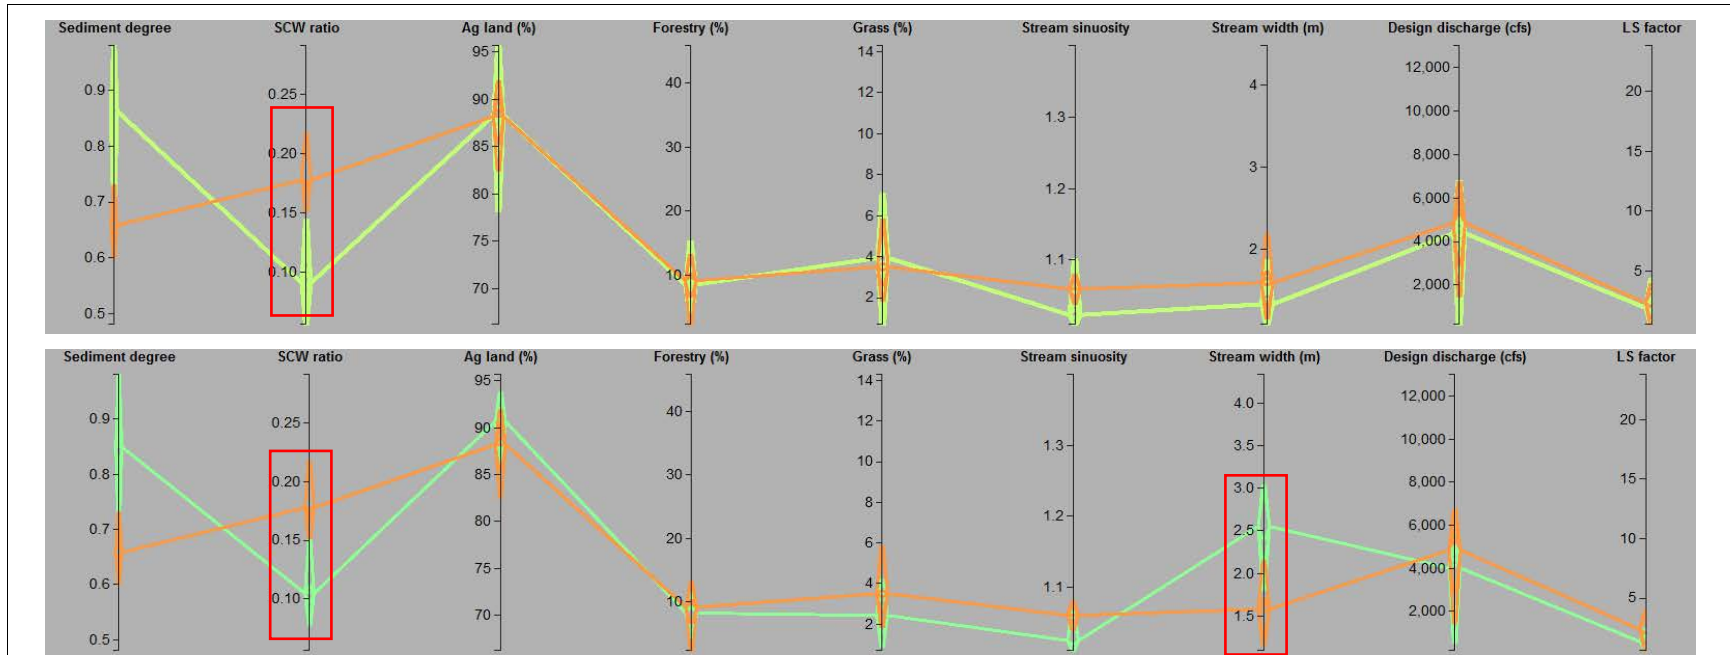 Sediment degree SCW ratio Ag land (%) Forestry (%) Grass (%) Stream sinuosity Stream width (m) Design discharge (cfs) LS factor
0.9 0.25 95 40 14 1.3 4 12,000 20
0.8 0.20 90 20 12 1.2 3 10,000 15
0.7 0.15 85 10 10 1.1 2 8,000 10
0.6 0.10 80 8 6,000 5
0.5 75 6 4,000
70 4 2,000
2
Sediment degree SCW ratio Ag land (%) Forestry (%) Grass (%) Stream sinuosity Stream width (m) Design discharge (cfs) LS factor
0.9 0.25 95 40 14 1.3 4.0 12,000 20
0.8 0.20 90 30 12 1.2 3.5 10,000 15
0.7 0.15 85 20 10 1.1 3.0 8,000 10
0.6 0.10 80 10 8 2.5 6,000 5
0.5 75 6 2.0 4,000
70 4 1.5 2,000
2